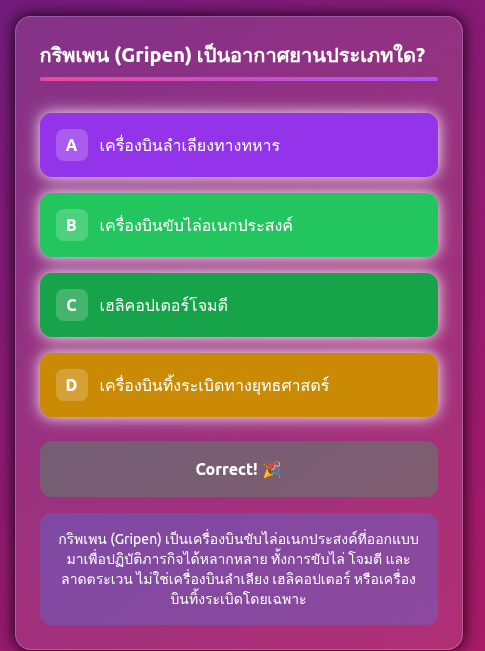 กริพเพน (Gripen) เป็นอากาศยานประเภทใด?
A เครื่องบินลำเลียงทางทหาร
B เครื่องบินขับไล่อเนกประสงค์
C เฮลิคอปเตอร์โจมตี
D เครื่องบินทิ้งระเบิดทางยุทธศาสตร์
Correct! 🎉
กริพเพน (Gripen) เป็นเครื่องบินขับไล่อเนกประสงค์ที่ออกแบบ
มาเพื่อปฏิบัติภารกิจได้หลากหลาย ทั้งการขับไล่ โจมตี และ
ลาดตระเวน ไม่ใช่เครื่องบินลำเลียง เฮลิคอปเตอร์ หรือเครื่อง
บินทิ้งระเบิดโดยเฉพาะ